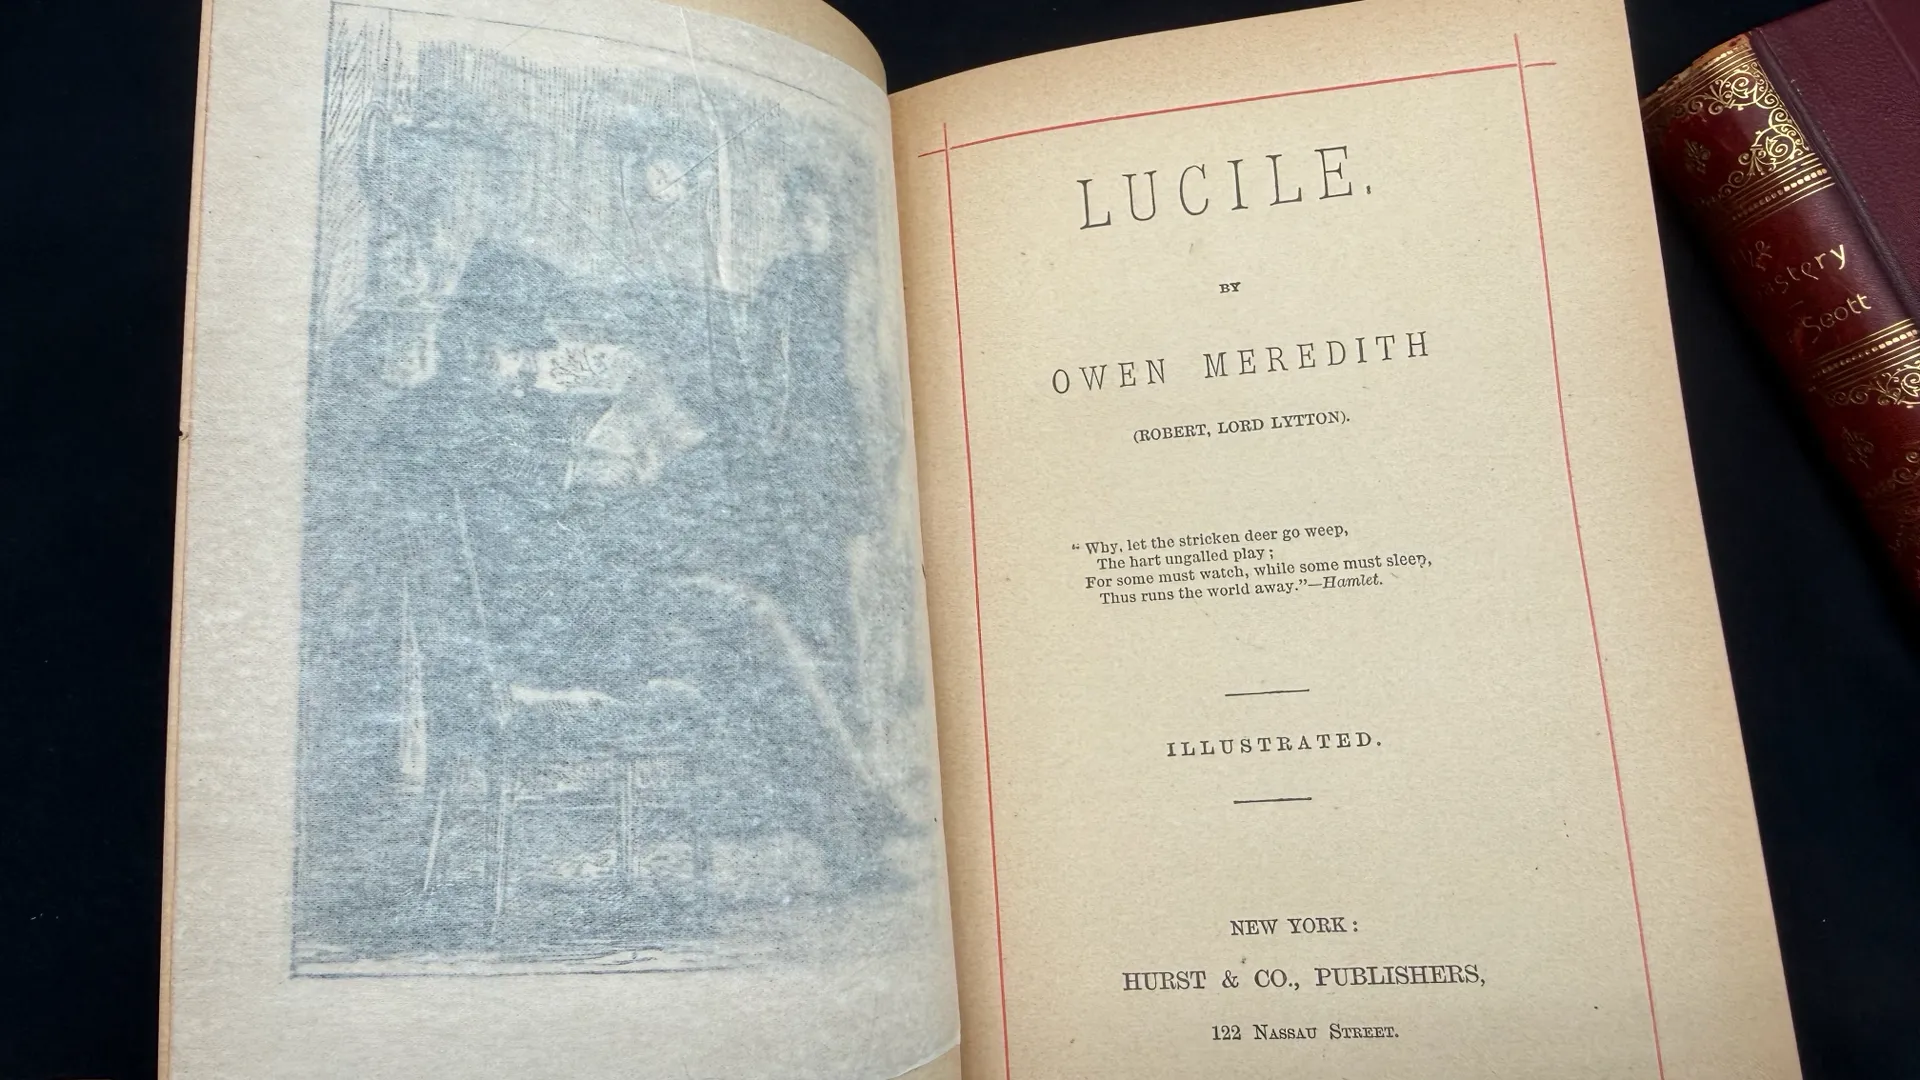 LUCILE.
BY
OWEN MEREDITH
(ROBERT, LORD LYTTON).
“Why, let the stricken deer go weep,
The hart ungalled play;
For some must watch, while some must sleep,
Thus runs the world away.”—Hamlet.
ILLUSTRATED.
NEW YORK:
HURST & CO., PUBLISHERS,
122 NASSAU STREET.
Scott